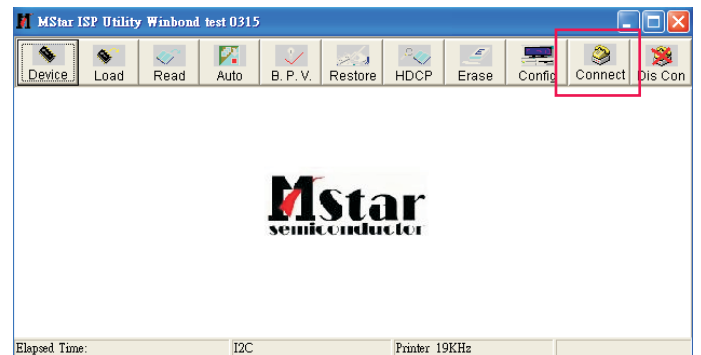 MStar ISP Utility Winbond test 0315
Device Load Read Auto B. P. V. Restore HDCP Erase Config Connect Dis Con
MStar
semiconductor
Elapsed Time: I2C Printer 19KHz